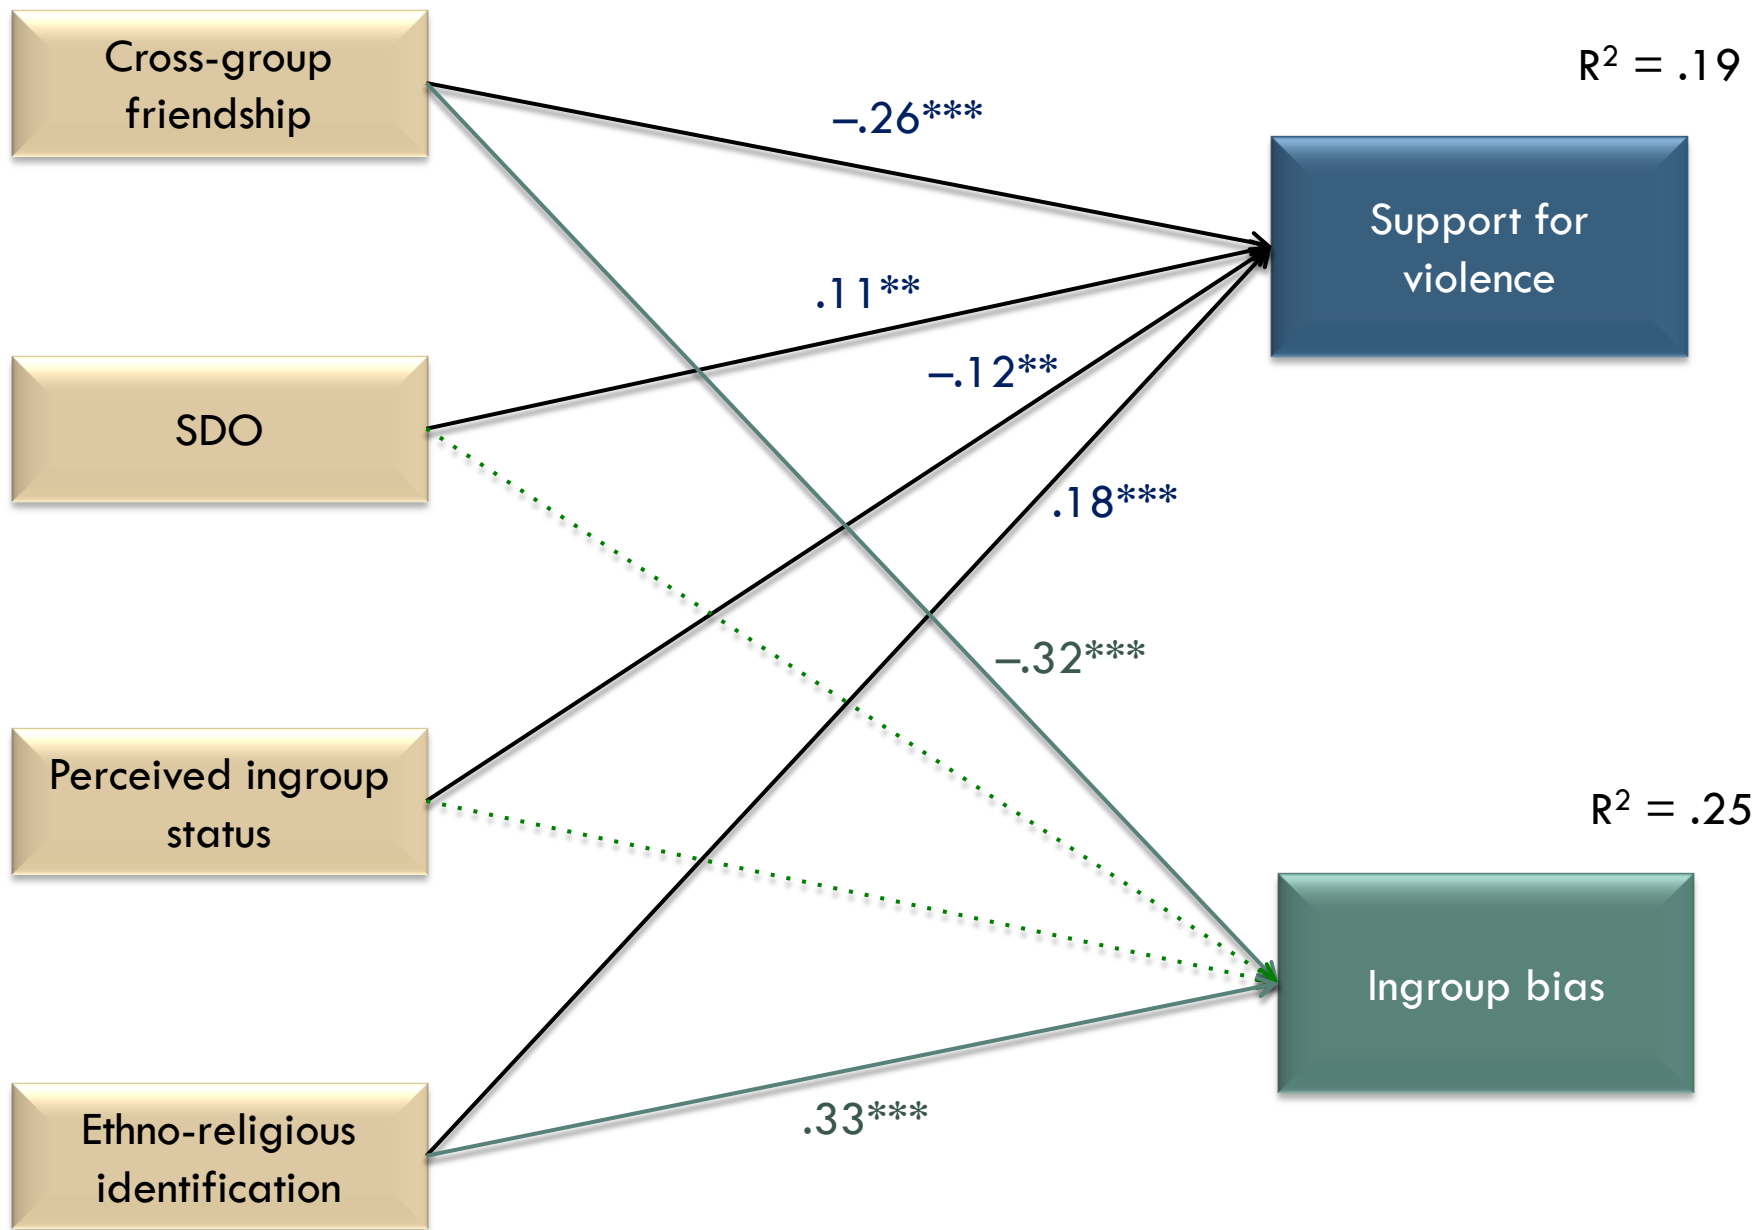 Cross-group
friendship
R² = .19
–.26***
Support for
violence
.11**
–.12**
SDO
.18***
–.32***
Perceived ingroup
status
R² = .25
Ingroup bias
.33***
Ethno-religious
identification